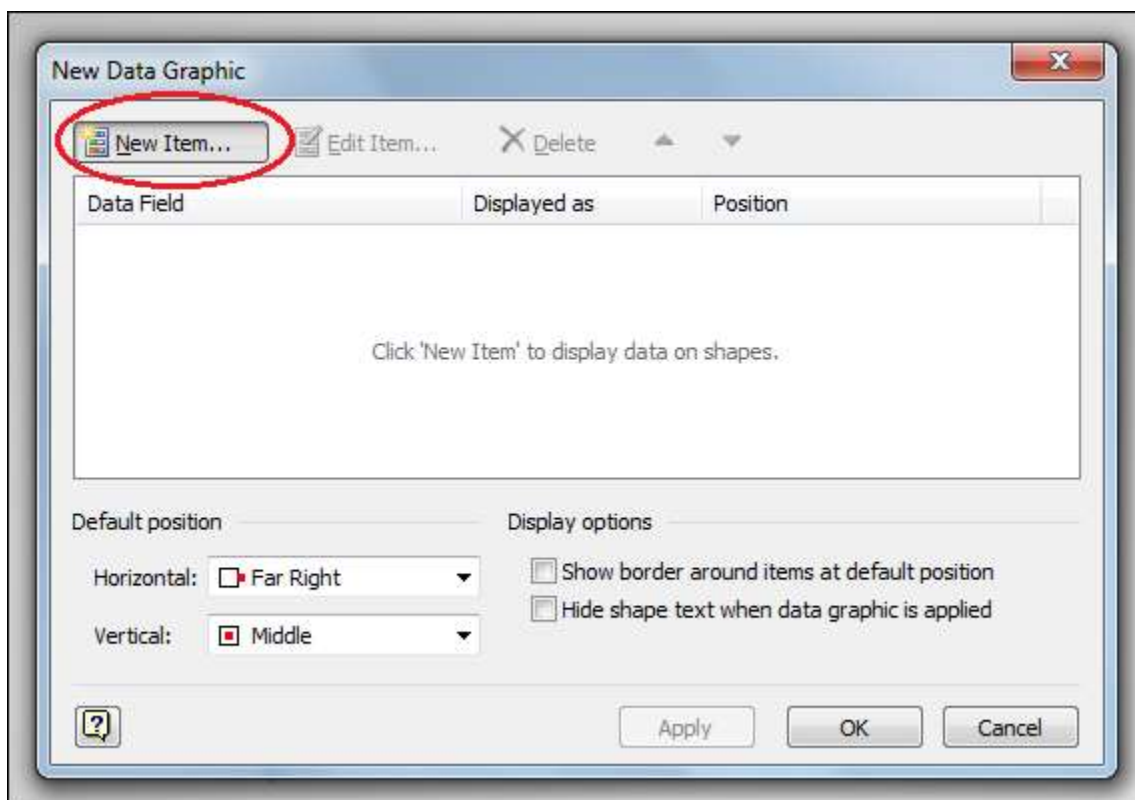 New Data Graphic
New Item... Edit Item... Delete
Data Field Displayed as Position
Click 'New Item' to display data on shapes.
Default position Display options
Horizontal: Far Right Show border around items at default position
Hide shape text when data graphic is applied
Vertical: Middle
Apply OK Cancel